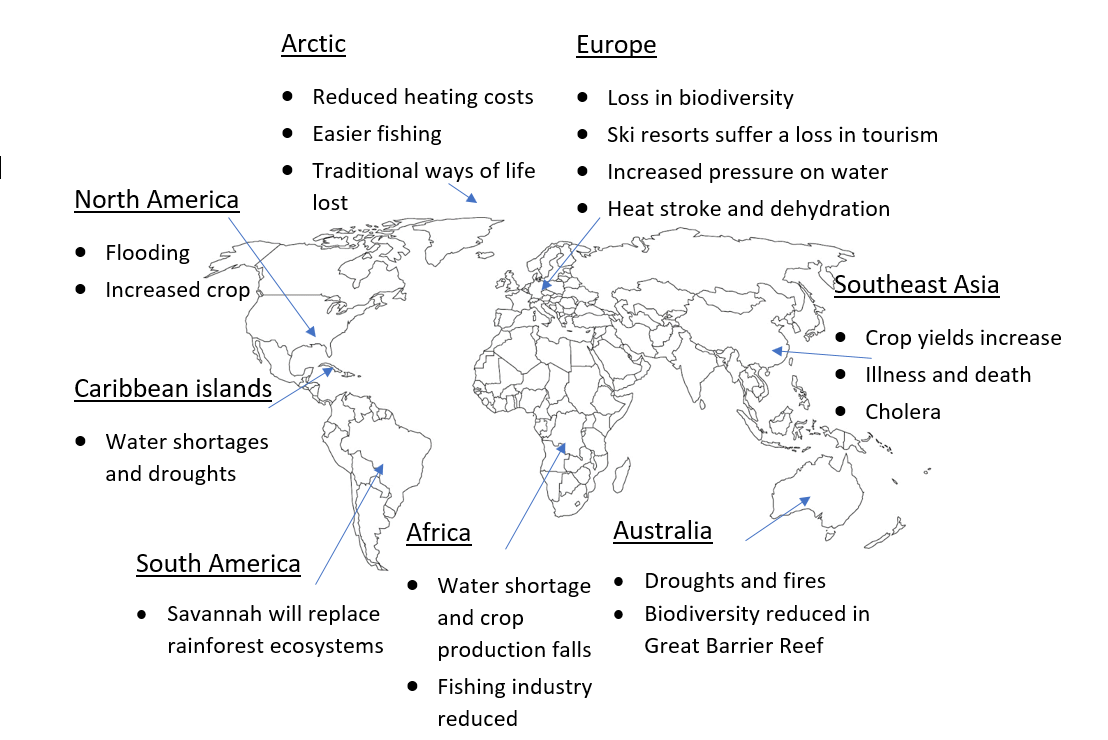 Arctic
● Reduced heating costs
● Easier fishing
● Traditional ways of life
lost
Europe
● Loss in biodiversity
● Ski resorts suffer a loss in tourism
● Increased pressure on water
● Heat stroke and dehydration
North America
● Flooding
● Increased crop
Southeast Asia
● Crop yields increase
● Illness and death
● Cholera
Caribbean islands
● Water shortages
and droughts
South America
● Savannah will replace
rainforest ecosystems
Africa
● Water shortage
and crop
production falls
● Fishing industry
reduced
Australia
● Droughts and fires
● Biodiversity reduced in
Great Barrier Reef